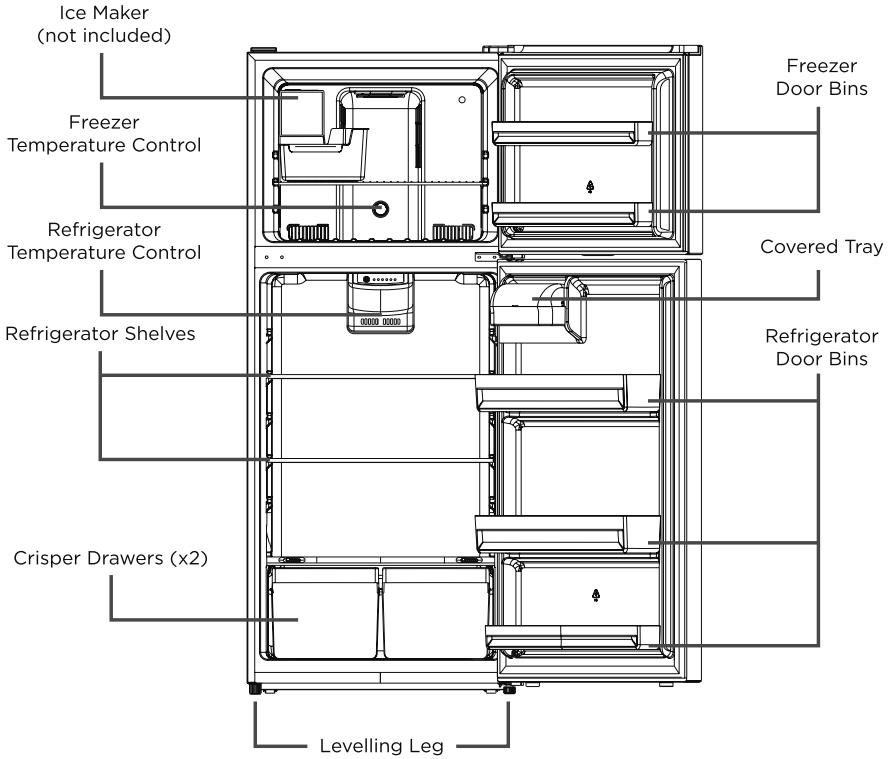 Ice Maker
(not included)
Freezer
Temperature Control
Refrigerator
Temperature Control
Refrigerator Shelves
Crisper Drawers (x2)
Freezer
Door Bins
Covered Tray
Refrigerator
Door Bins
Levelling Leg